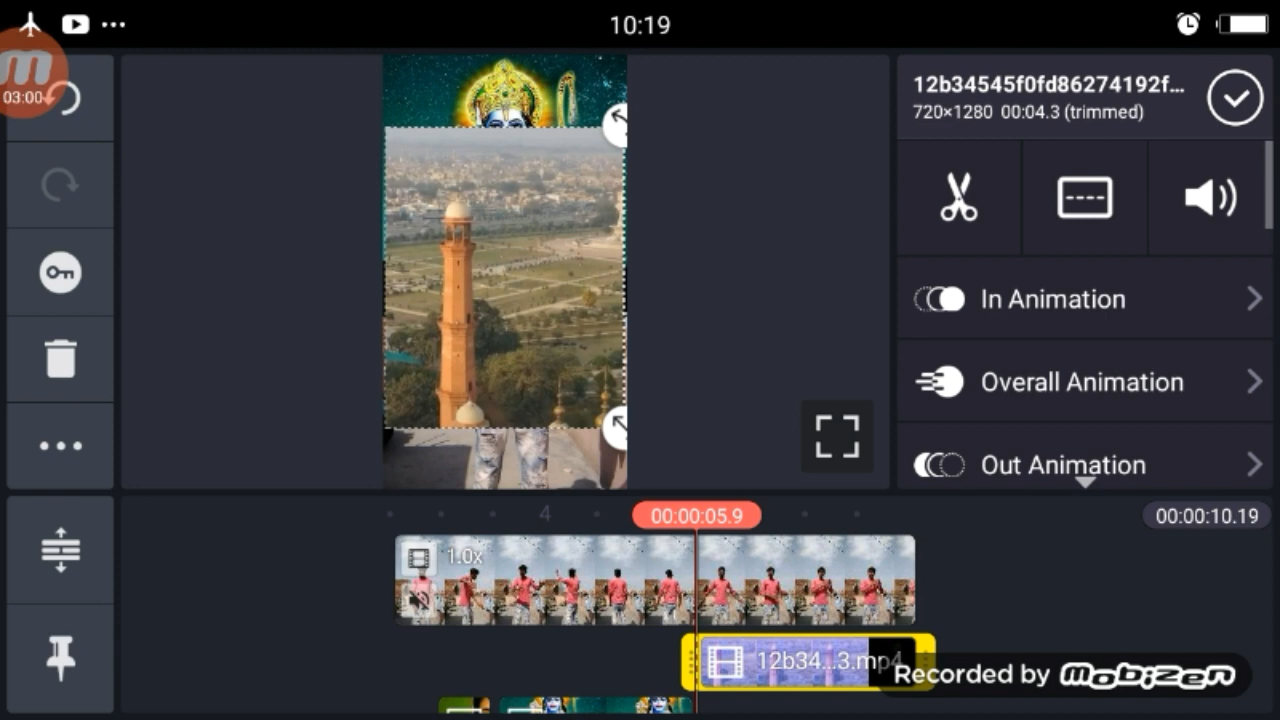 10:19
03:00
12b34545f0fd86274192f...
720×1280 00:04.3 (trimmed)
In Animation
Overall Animation
Out Animation
4
00:00:05.9
00:00:10.19
1.0x
12b34...3.mp4
Recorded by mobizen